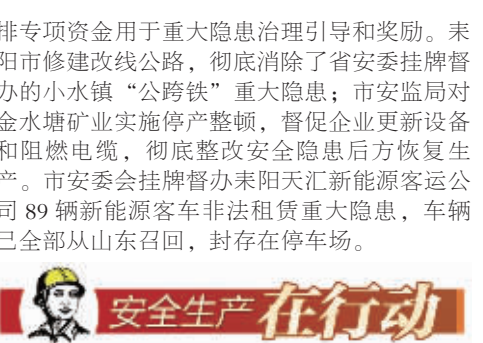 排专项资金用于重大隐患治理引导和奖励。耒
阳市修建改线公路，彻底消除了省安委挂牌督
办的小水镇“公跨铁”重大隐患；市安监局对
金水塘矿业实施停产整顿，督促企业更新设备
和阻燃电缆，彻底整改安全隐患后方恢复生
产。市安委会挂牌督办耒阳天汇新能源客运公
司 89 辆新能源客车非法租赁重大隐患，车辆
已全部从山东召回，封存在停车场。
安全生产在行动